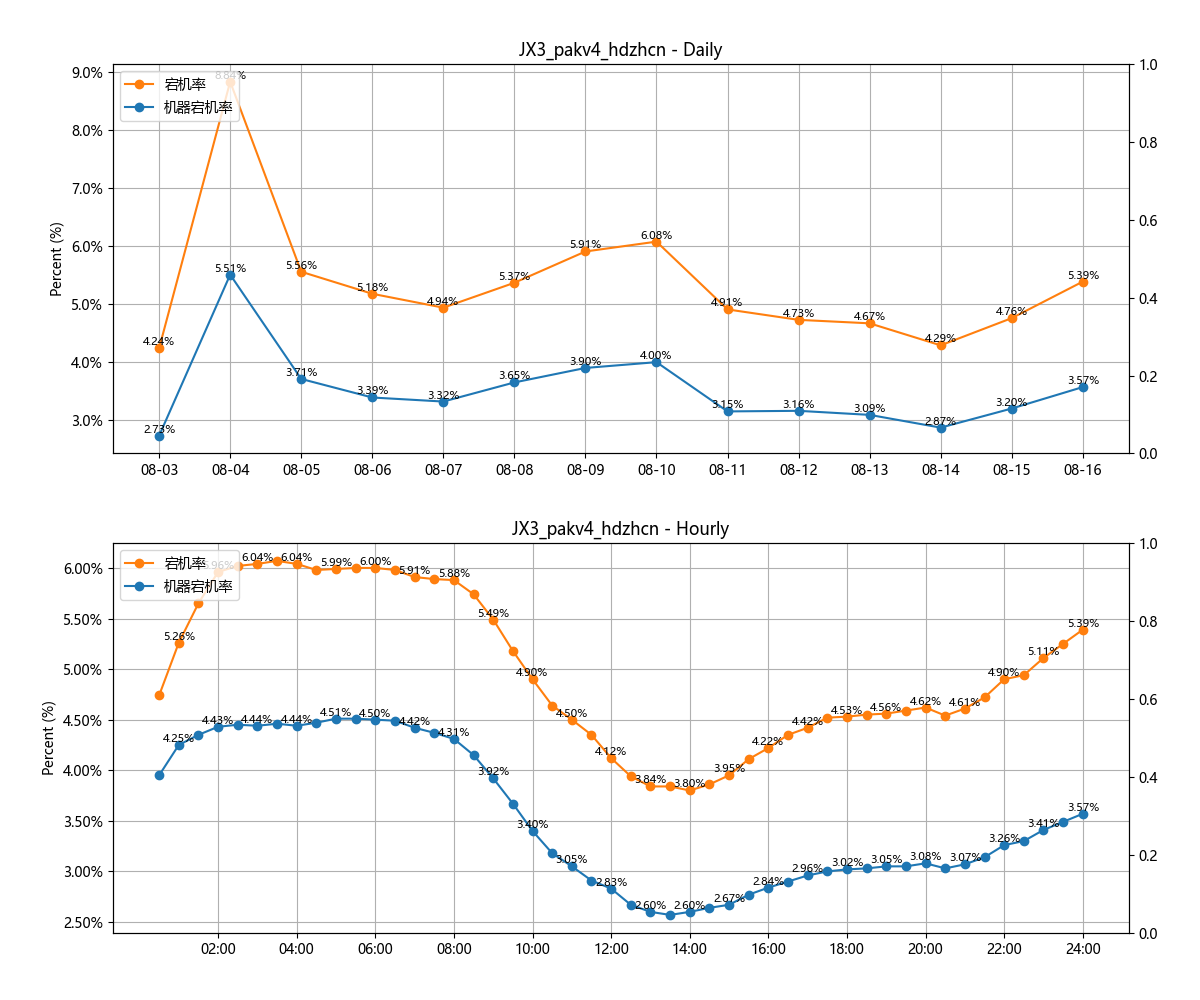 JX3_pakv4_hdzhcn - Daily
宕机率
机器宕机率
Percent (%)
9.0%
8.0%
7.0%
6.0%
5.0%
4.0%
3.0%
1.0
0.8
0.6
0.4
0.2
0.0
4.24% 8.84% 5.56% 5.18% 4.94% 5.37% 5.91% 6.08% 4.91% 4.73% 4.67% 4.29% 4.76% 5.39%
2.73% 5.51% 3.71% 3.39% 3.32% 3.65% 3.90% 4.00% 3.15% 3.16% 3.09% 2.87% 3.20% 3.57%
08-03 08-04 08-05 08-06 08-07 08-08 08-09 08-10 08-11 08-12 08-13 08-14 08-15 08-16
JX3_pakv4_hdzhcn - Hourly
宕机率
机器宕机率
Percent (%)
6.00%
5.50%
5.00%
4.50%
4.00%
3.50%
3.00%
2.50%
1.0
0.8
0.6
0.4
0.2
0.0
5.26% 5.96% 6.04% 6.04% 5.99% 6.00% 5.91% 5.88% 5.49% 4.90% 4.50% 4.12% 3.84% 3.80% 3.95% 4.22% 4.42% 4.53% 4.56% 4.62% 4.61% 4.90% 5.11% 5.39%
4.25% 4.43% 4.44% 4.44% 4.51% 4.50% 4.42% 4.31% 3.92% 3.40% 3.05% 2.83% 2.60% 2.60% 2.67% 2.84% 2.96% 3.02% 3.05% 3.08% 3.07% 3.26% 3.41% 3.57%
02:00 04:00 06:00 08:00 10:00 12:00 14:00 16:00 18:00 20:00 22:00 24:00